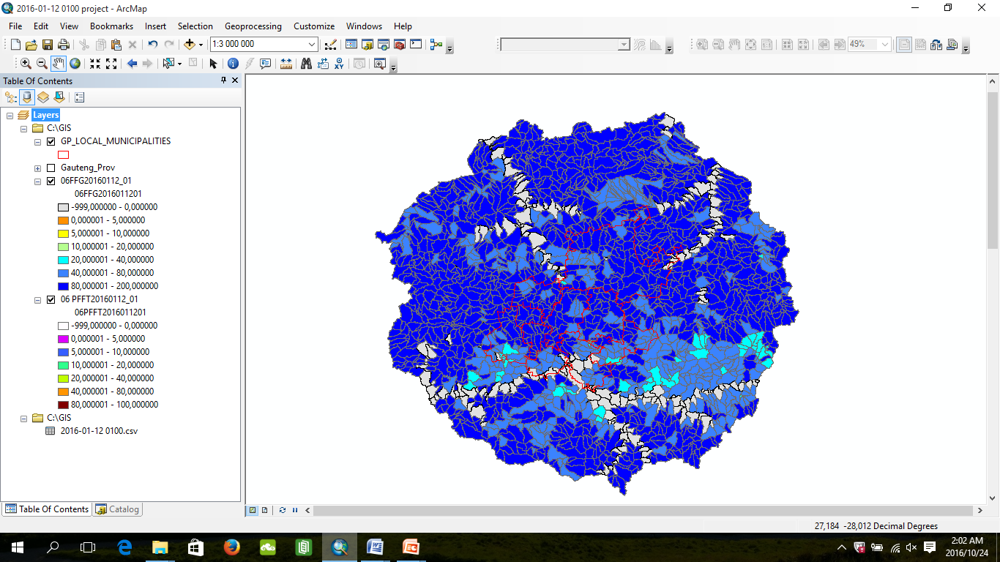 2016-01-12 0100 project - ArcMap
File Edit View Bookmarks Insert Selection Geoprocessing Customize Windows Help
1:3 000 000
49%
Table Of Contents
Layers
C:\GIS
GP_LOCAL_MUNICIPALITIES
Gauteng_Prov
06FFG20160112_01
06FFG2016011201
-999,000000 - 0,000000
0,000001 - 5,000000
5,000001 - 10,000000
10,000001 - 20,000000
20,000001 - 40,000000
40,000001 - 80,000000
80,000001 - 200,000000
06 PFFT20160112_01
06PFFT2016011201
-999,000000 - 0,000000
0,000001 - 5,000000
5,000001 - 10,000000
10,000001 - 20,000000
20,000001 - 40,000000
40,000001 - 80,000000
80,000001 - 100,000000
C:\GIS
2016-01-12 0100.csv
Table Of Contents Catalog
27,184 -28,012 Decimal Degrees
2:02 AM
2016/10/24